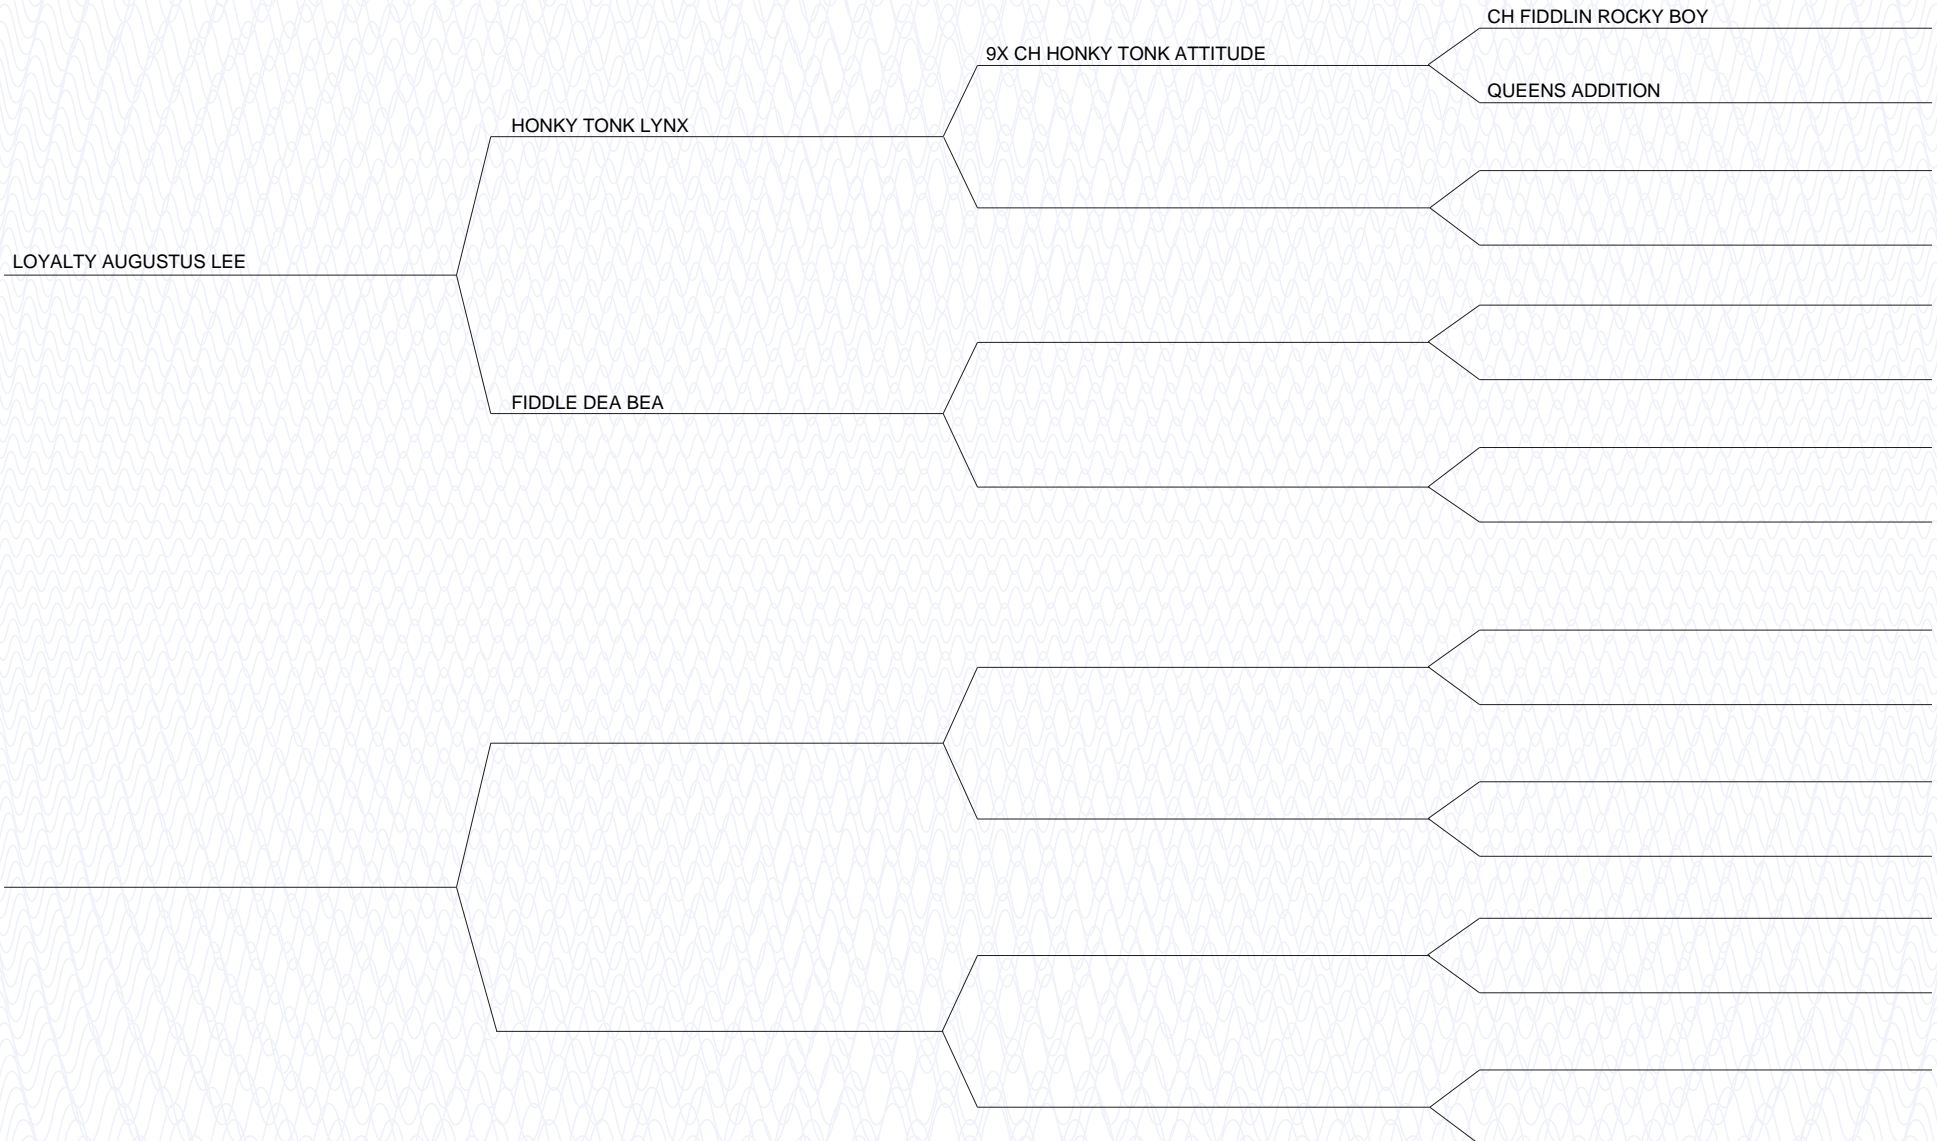 CH FIDDLIN ROCKY BOY
9X CH HONKY TONK ATTITUDE
QUEENS ADDITION
HONKY TONK LYNX
LOYALTY AUGUSTUS LEE
FIDDLE DEA BEA